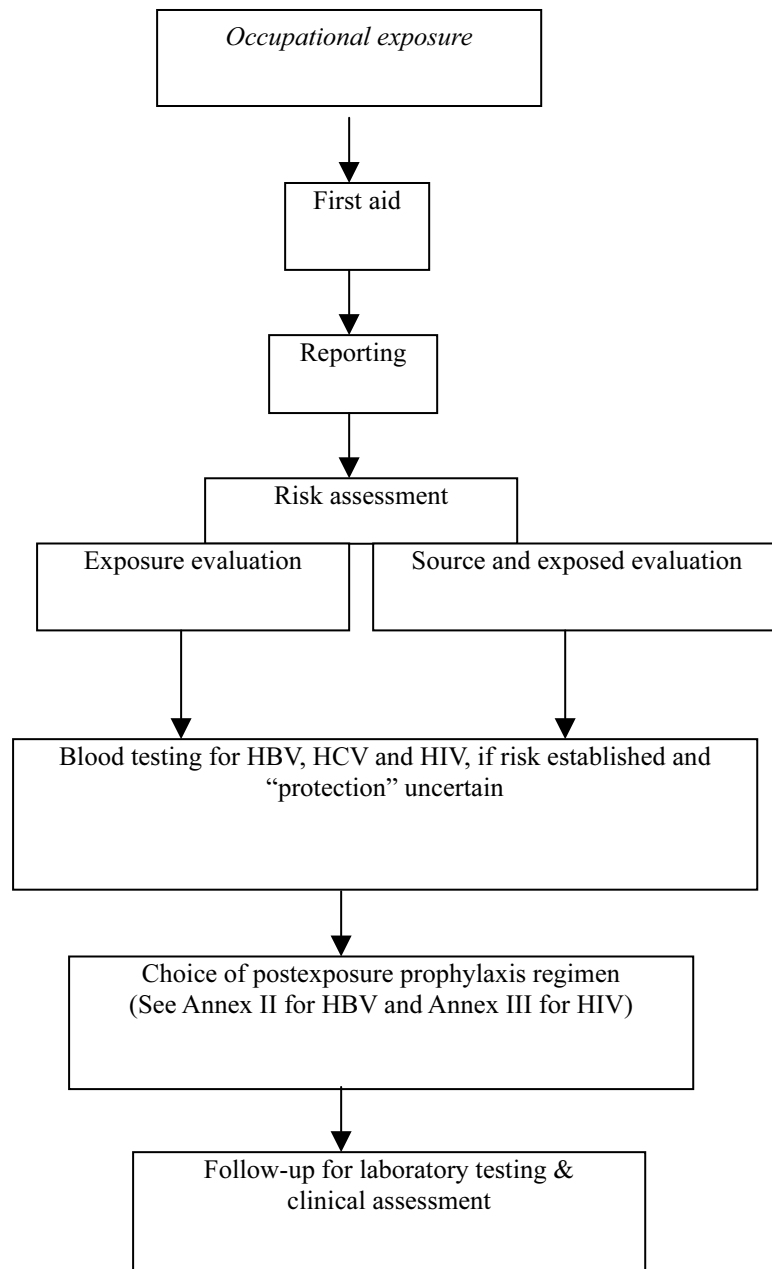 Occupational exposure
First aid
Reporting
Risk assessment
Exposure evaluation
Source and exposed evaluation
Blood testing for HBV, HCV and HIV, if risk established and
“protection” uncertain
Choice of postexposure prophylaxis regimen
(See Annex II for HBV and Annex III for HIV)
Follow-up for laboratory testing &
clinical assessment